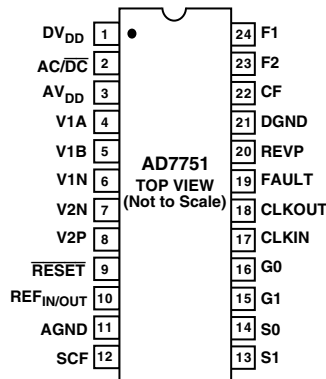 DVDD 1 24 F1
AC/DC 2 23 F2
AVDD 3 22 CF
V1A 4 21 DGND
V1B 5 20 REVP
V1N 6 19 FAULT
V2N 7 18 CLKOUT
V2P 8 17 CLKIN
RESET 9 16 G0
REFIN/OUT 10 15 G1
AGND 11 14 S0
SCF 12 13 S1
AD7751
TOP VIEW
(Not to Scale)